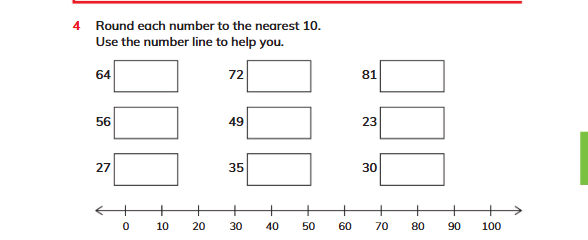 4 Round each number to the nearest 10.
Use the number line to help you.
64 72 81
56 49 23
27 35 30
0 10 20 30 40 50 60 70 80 90 100